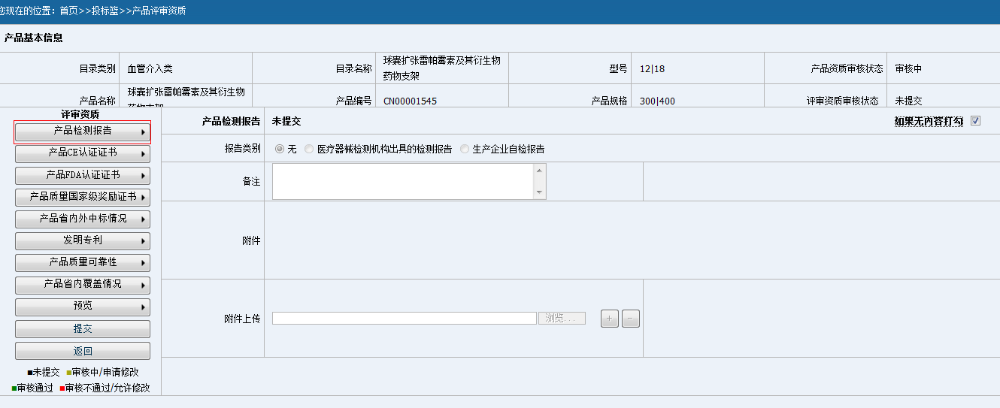 您现在的位置：首页>>投标篮>>产品评审资质
产品基本信息
目录类别 血管介入类 目录名称 球囊扩张雷帕霉素及其衍生物 型号 12|18 产品资质审核状态 审核中
药物支架
产品名称 球囊扩张雷帕霉素及其衍生物 产品编号 CN00001545 产品规格 300|400 评审资质审核状态 未提交
药物支架
评审资质
产品检测报告
产品CE认证证书
产品FDA认证证书
产品质量国家级奖励证书
产品省内外中标情况
发明专利
产品质量可靠性
产品省内覆盖情况
预览
提交
返回
■未提交 ■审核中/申请修改
■审核通过 ■审核不通过/允许修改
产品检测报告 未提交 如果无内容打勾
报告类别 无 医疗器械检测机构出具的检测报告 生产企业自检报告
备注
附件
附件上传 浏览... + -